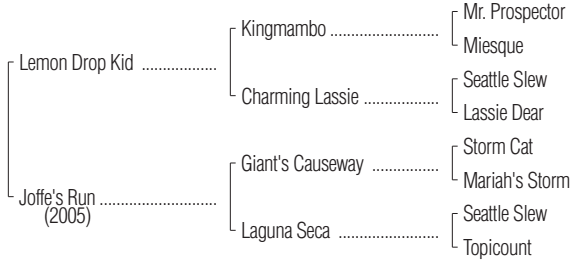 Mr. Prospector
Kingmambo ........................
Miesque
Lemon Drop Kid .................
Seattle Slew
Charming Lassie .................
Lassie Dear
Storm Cat
Giant's Causeway ...............
Mariah's Storm
Joffe's Run ..........................
(2005)
Seattle Slew
Laguna Seca ......................
Topicount